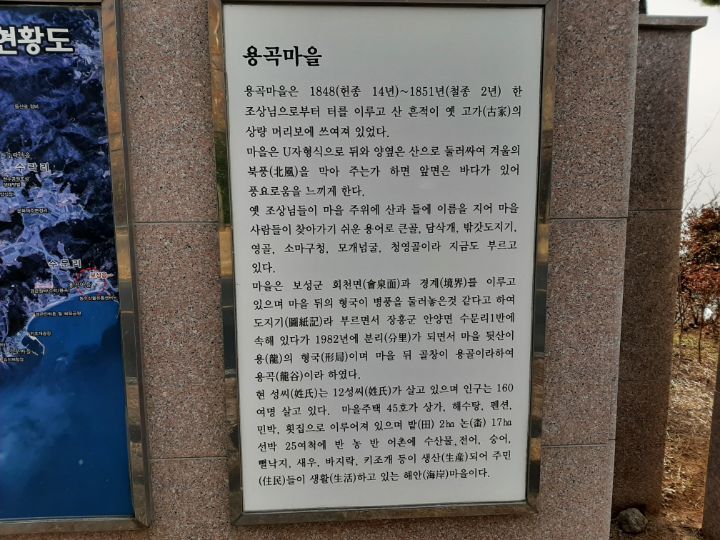 현황도
수락리
수문리
용곡마을
용곡마을은 1848(헌종 14년)~1851년(철종 2년) 한
조상님으로부터 터를 이루고 산 흔적이 옛 고가(古家)의
상량 머리보에 쓰여져 있었다.
마을은 U자형식으로 뒤와 양옆은 산으로 둘러싸여 겨울의
북풍(北風)을 막아 주는가 하면 앞면은 바다가 있어
풍요로움을 느끼게 한다.
옛 조상님들이 마을 주위에 산과 들에 이름을 지어 마을
사람들이 찾아가기 쉬운 용어로 큰골, 담삭개, 밖갓도지기,
영골, 소마구청, 모개넘굴, 청영골이라 지금도 부르고
있다.
마을은 보성군 회천면(會泉面)과 경계(境界)를 이루고
있으며 마을 뒤의 형국이 병풍을 둘러놓은것 같다고 하여
도지기(圖紙記)라 부르면서 장흥군 안양면 수문리1반에
속해 있다가 1982년에 분리(分里)가 되면서 마을 뒷산이
용(龍)의 형국(形局)이며 마을 뒤 골창이 용골이라하여
용곡(龍谷)이라 하였다.
현 성씨(姓氏)는 12성씨(姓氏)가 살고 있으며 인구는 160
여명 살고 있다. 마을주택 45호가 상가, 해수탕, 펜션,
민박, 횟집으로 이루어져 있으며 밭(田) 2㏊ 논(畓) 17㏊
선박 25여척에 반 농 반 어촌에 수산물,전어, 숭어,
뻘낙지, 새우, 바지락, 키조개 등이 생산(生産)되어 주민
(住民)들이 생활(生活)하고 있는 해안(海岸)마을이다.